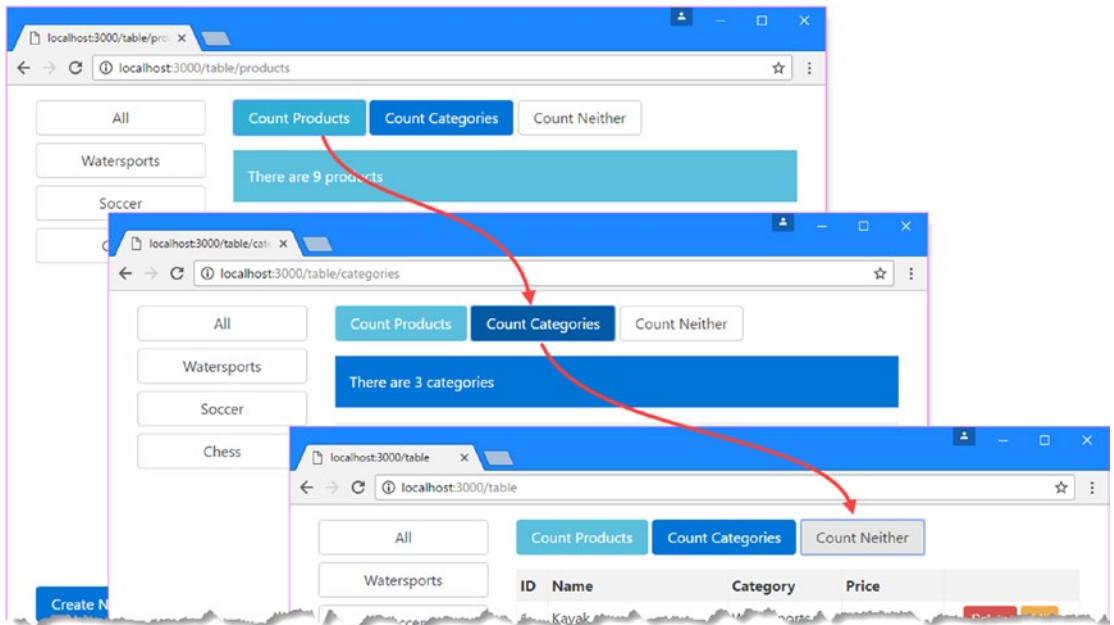 localhost:3000/table/pro
localhost:3000/table/products
All
Count Products
Count Categories
Count Neither
Watersports
There are 9 products
Soccer
localhost:3000/table/cate
localhost:3000/table/categories
All
Count Products
Count Categories
Count Neither
Watersports
There are 3 categories
Soccer
Chess
localhost:3000/table
localhost:3000/table
All
Count Products
Count Categories
Count Neither
Watersports
ID Name Category Price
Kayak
Create N